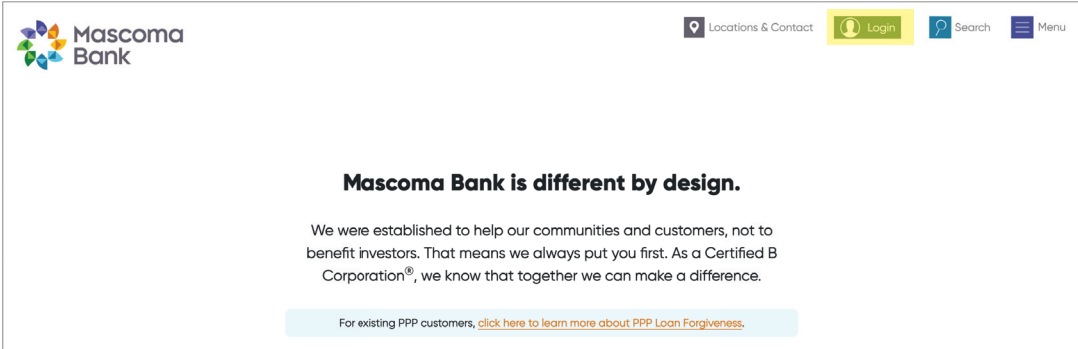 Mascoma
Bank
Locations & Contact
Login
Search
Menu
Mascoma Bank is different by design.
We were established to help our communities and customers, not to
benefit investors. That means we always put you first. As a Certified B
Corporation®, we know that together we can make a difference.
For existing PPP customers, click here to learn more about PPP Loan Forgiveness.